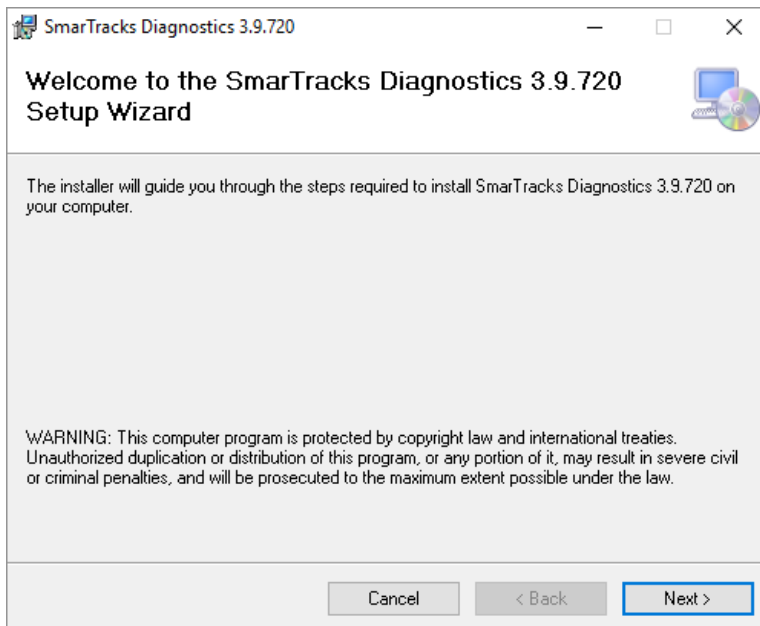 SmarTracks Diagnostics 3.9.720
Welcome to the SmarTracks Diagnostics 3.9.720
Setup Wizard
The installer will guide you through the steps required to install SmarTracks Diagnostics 3.9.720 on
your computer.
WARNING: This computer program is protected by copyright law and international treaties.
Unauthorized duplication or distribution of this program, or any portion of it, may result in severe civil
or criminal penalties, and will be prosecuted to the maximum extent possible under the law.
Cancel < Back Next >